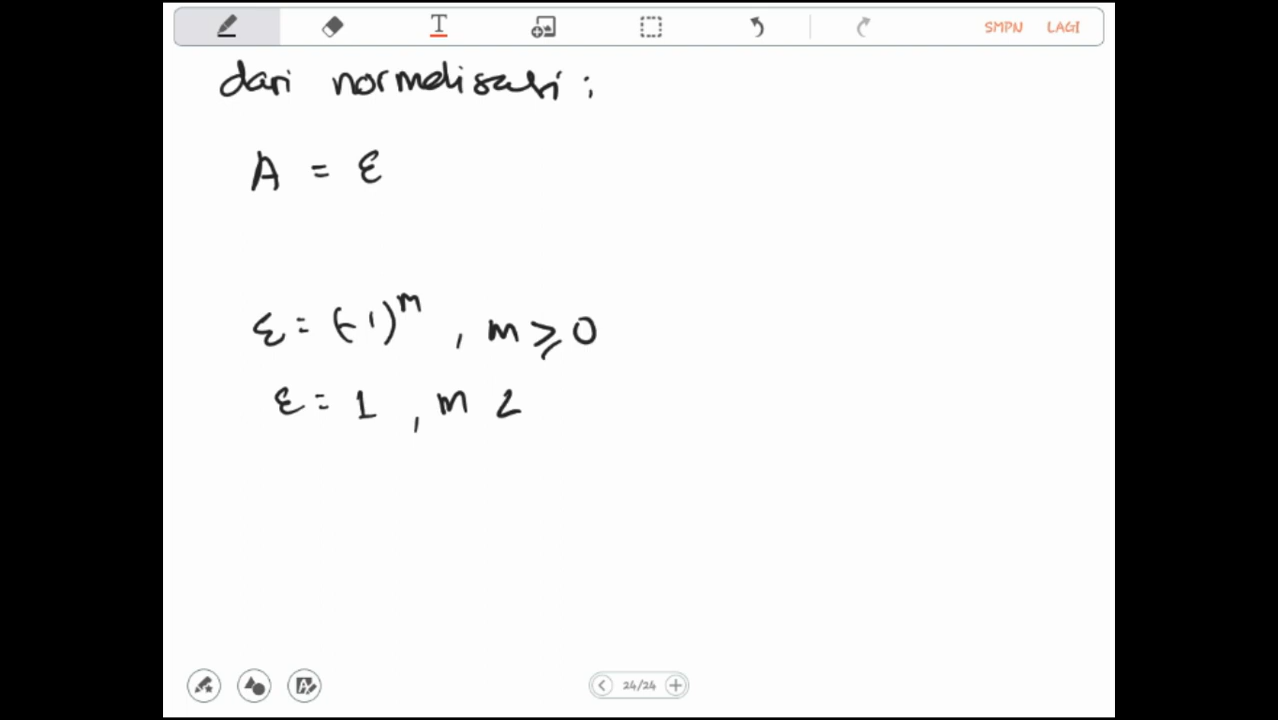 T SMPN LAGI
dari normalisasi :
A = ε
ε = (-1)^m , m ≥ 0
ε = 1 , m <
24/24